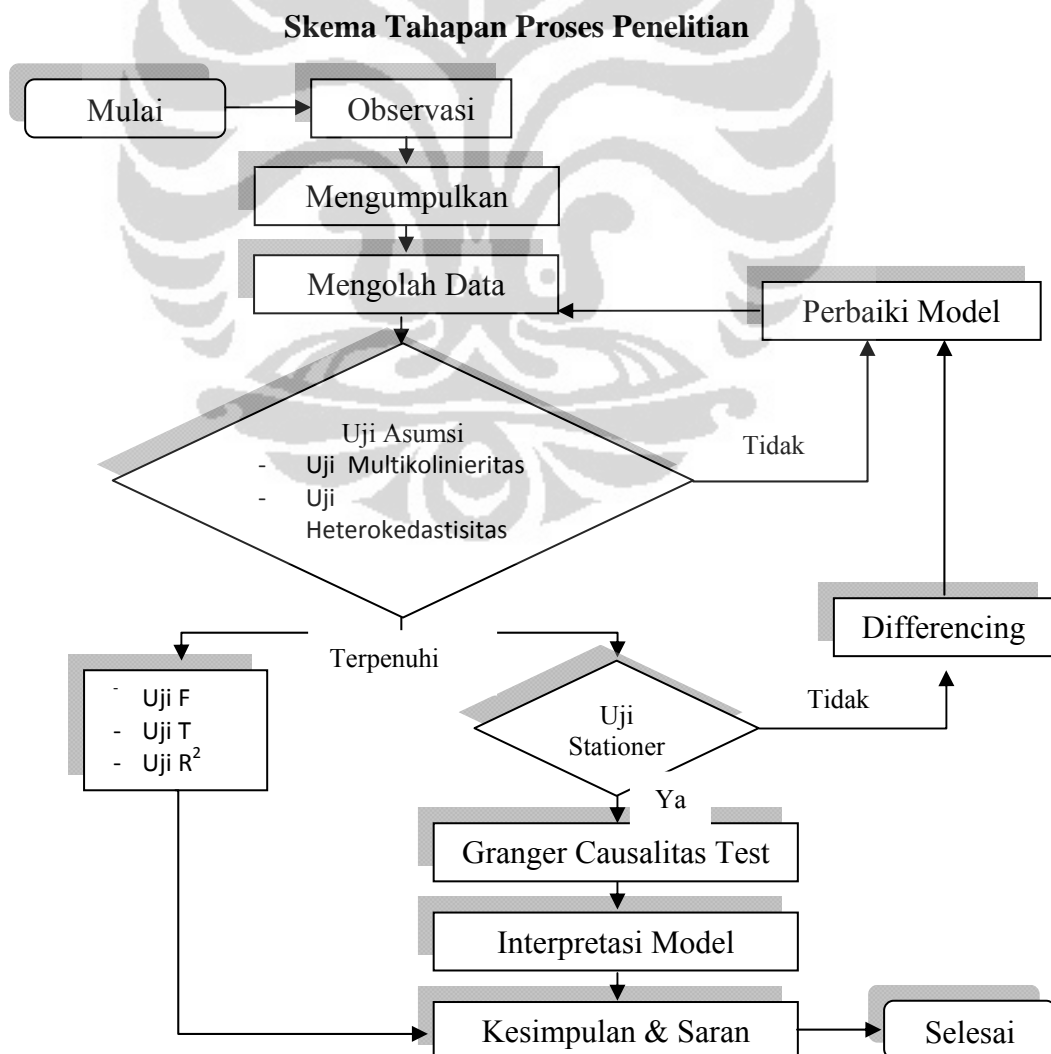 Skema Tahapan Proses Penelitian
Mulai
Observasi
Mengumpulkan
Mengolah Data
Perbaiki Model
Uji Asumsi
- Uji Multikolinieritas
- Uji
Heterokedastisitas
Tidak
Differencing
Terpenuhi
- Uji F
- Uji T
- Uji R²
Uji
Stationer
Tidak
Ya
Granger Causalitas Test
Interpretasi Model
Kesimpulan & Saran
Selesai